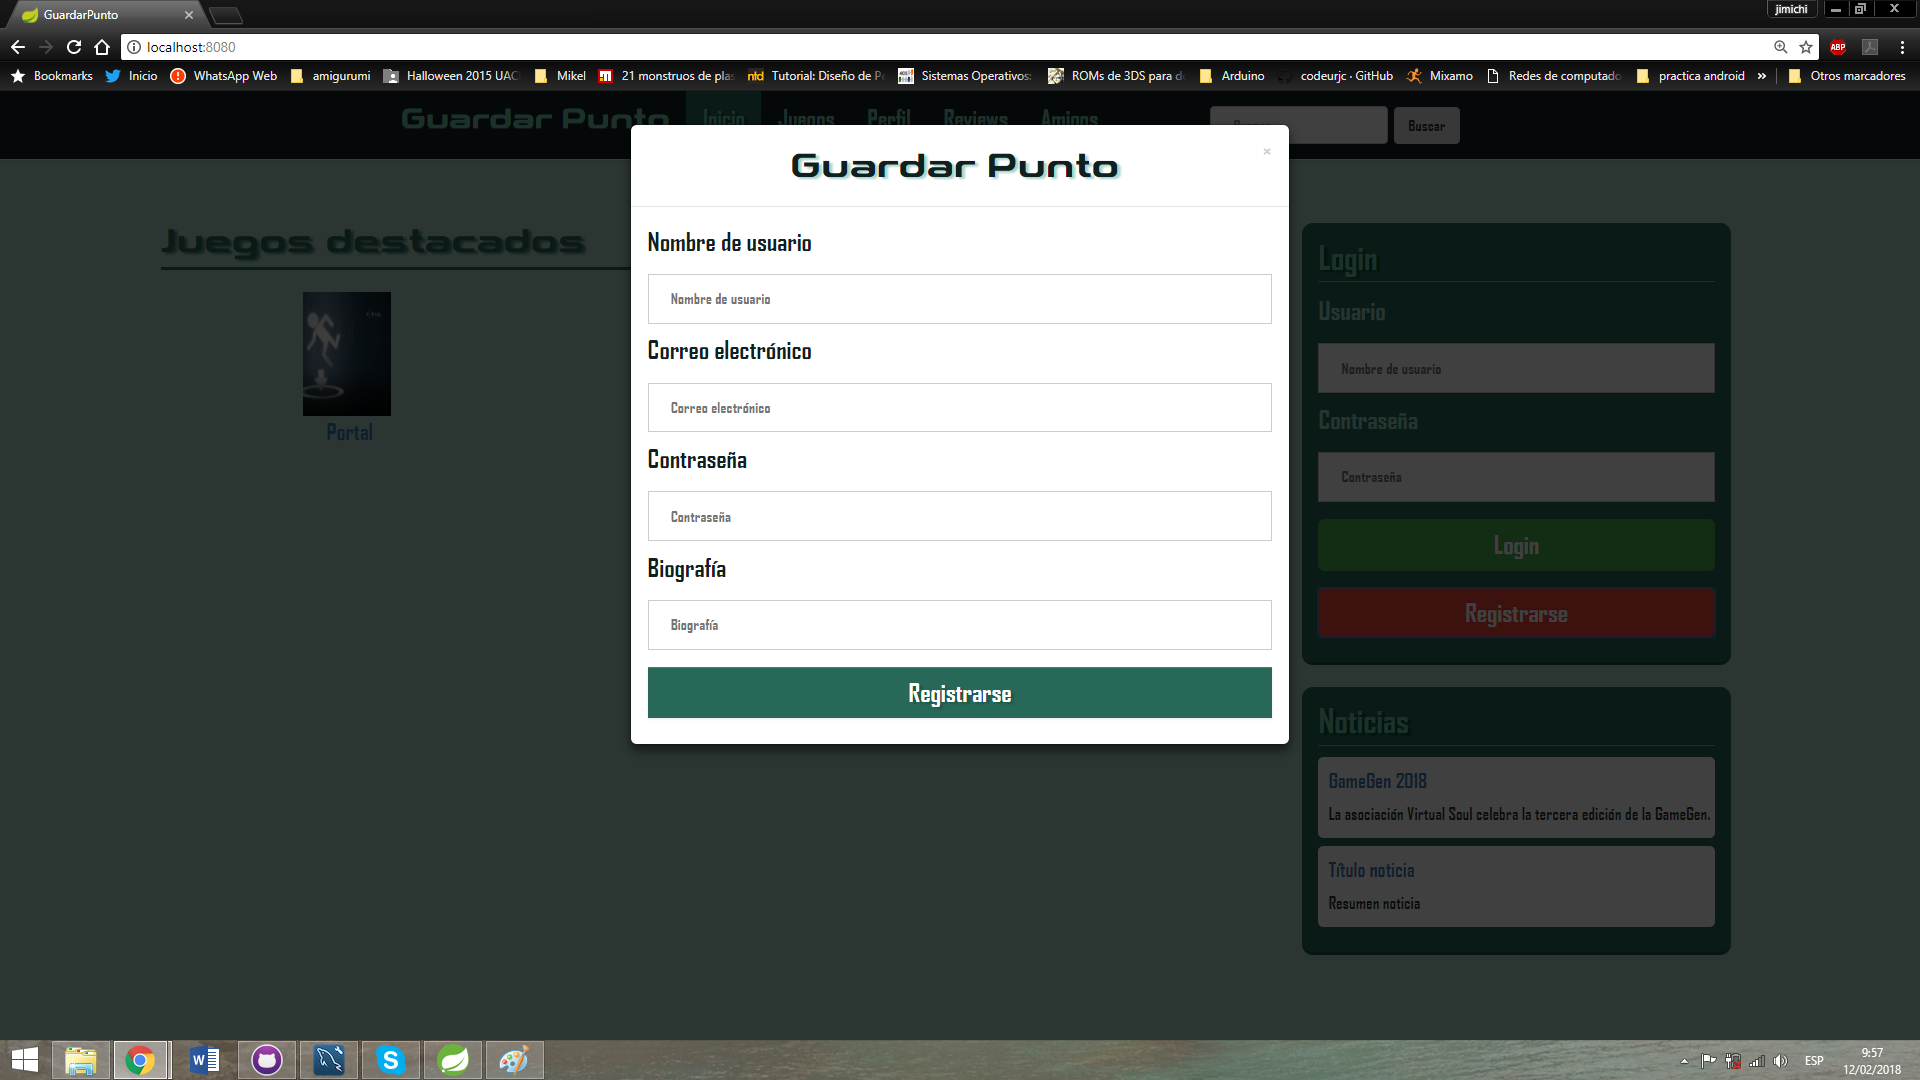 GuardarPunto
jimichi
localhost:8080
ABP
Bookmarks
Inicio
WhatsApp Web
amigurumi
Halloween 2015 UAC
Mikel
21 monstruos de plas
nfd
Tutorial: Diseño de P
Sistemas Operativos:
ROMs de 3DS para d
Arduino
codeurjc · GitHub
Mixamo
Redes de computado
practica android
»
Otros marcadores
Guardar Punto
Inicio
Juegos
Perfil
Reviews
Amigos
Buscar
Guardar Punto
×
Nombre de usuario
Nombre de usuario
Correo electrónico
Correo electrónico
Contraseña
Contraseña
Biografía
Biografía
Registrarse
Juegos destacados
Portal
Login
Usuario
Nombre de usuario
Contraseña
Contraseña
Login
Registrarse
Noticias
GameGen 2018
La asociación Virtual Soul celebra la tercera edición de la GameGen.
Título noticia
Resumen noticia
ESP
9:57
12/02/2018